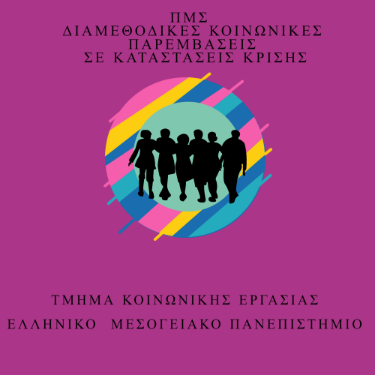 ΠΜΣ
ΔΙΑΜΕΘΟΔΙΚΕΣ ΚΟΙΝΩΝΙΚΕΣ
ΠΑΡΕΜΒΑΣΕΙΣ
ΣΕ ΚΑΤΑΣΤΑΣΕΙΣ ΚΡΙΣΗΣ
ΤΜΗΜΑ ΚΟΙΝΩΝΙΚΗΣ ΕΡΓΑΣΙΑΣ
ΕΛΛΗΝΙΚΟ ΜΕΣΟΓΕΙΑΚΟ ΠΑΝΕΠΙΣΤΗΜΙΟ